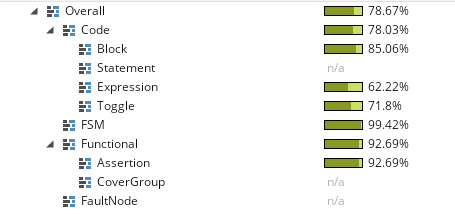 Overall 78.67%
Code 78.03%
Block 85.06%
Statement n/a
Expression 62.22%
Toggle 71.8%
FSM 99.42%
Functional 92.69%
Assertion 92.69%
CoverGroup n/a
FaultNode n/a